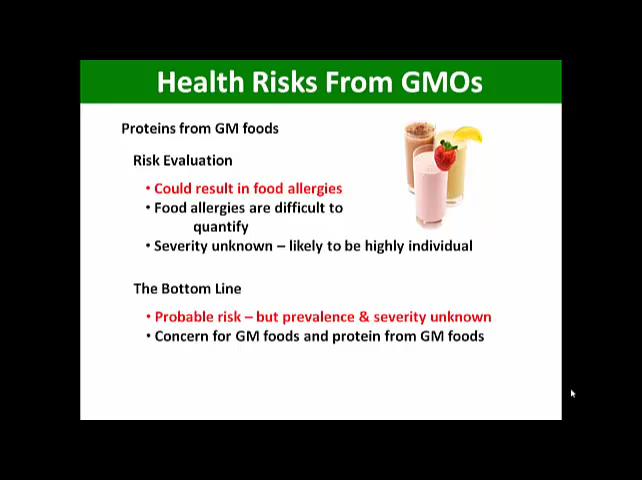 Health Risks From GMOs
Proteins from GM foods
Risk Evaluation
• Could result in food allergies
• Food allergies are difficult to
quantify
• Severity unknown – likely to be highly individual
The Bottom Line
• Probable risk – but prevalence & severity unknown
• Concern for GM foods and protein from GM foods